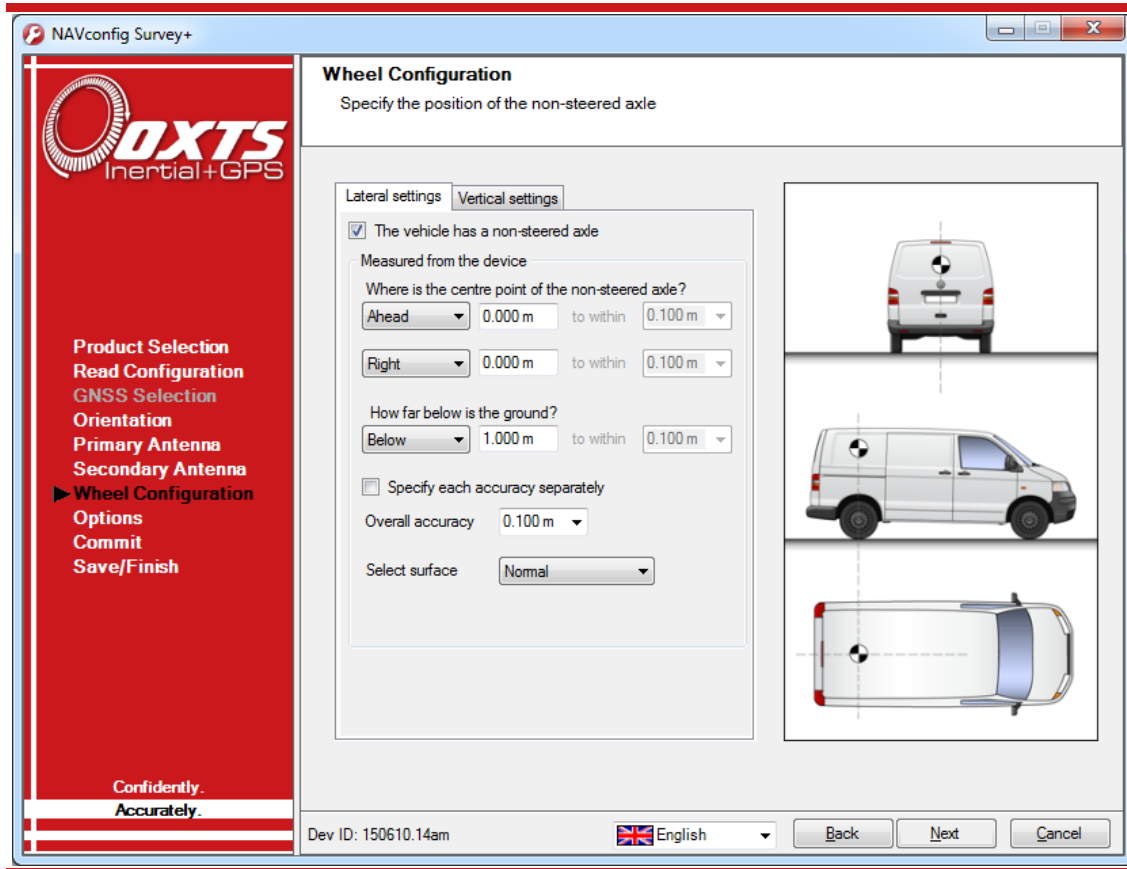 NAVconfig Survey+
OXTS
Inertial+GPS
Product Selection
Read Configuration
GNSS Selection
Orientation
Primary Antenna
Secondary Antenna
Wheel Configuration
Options
Commit
Save/Finish
Confidently.
Accurately.
Wheel Configuration
Specify the position of the non-steered axle
Lateral settings Vertical settings
The vehicle has a non-steered axle
Measured from the device
Where is the centre point of the non-steered axle?
Ahead 0.000 m to within 0.100 m
Right 0.000 m to within 0.100 m
How far below is the ground?
Below 1.000 m to within 0.100 m
Specify each accuracy separately
Overall accuracy 0.100 m
Select surface Normal
Dev ID: 150610.14am English Back Next Cancel